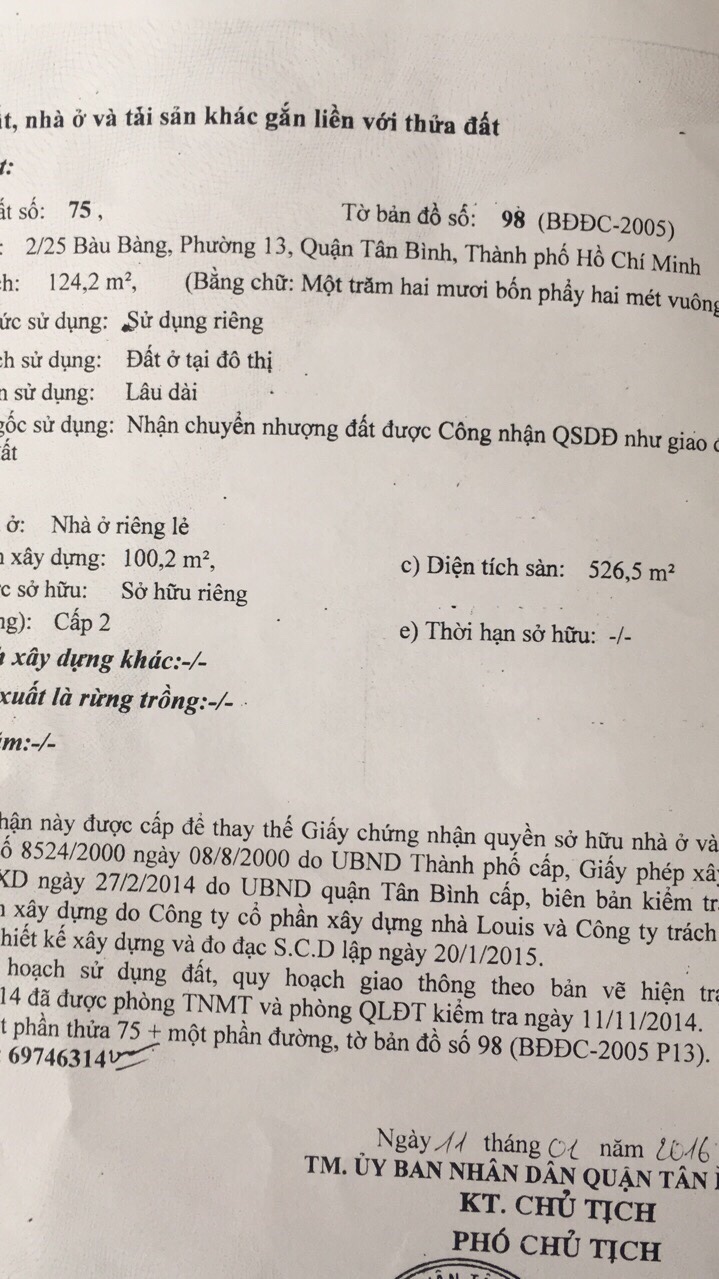 ất, nhà ở và tài sản khác gắn liền với thửa đất
t:
ất số: 75 , Tờ bản đồ số: 98 (BĐĐC-2005)
: 2/25 Bàu Bàng, Phường 13, Quận Tân Bình, Thành phố Hồ Chí Minh
ch: 124,2 m², (Bằng chữ: Một trăm hai mươi bốn phẩy hai mét vuông
ức sử dụng: Sử dụng riêng
ch sử dụng: Đất ở tại đô thị
n sử dụng: Lâu dài
gốc sử dụng: Nhận chuyển nhượng đất được Công nhận QSDĐ như giao đ
ất
ở: Nhà ở riêng lẻ
n xây dựng: 100,2 m², c) Diện tích sàn: 526,5 m²
c sở hữu: Sở hữu riêng
ng): Cấp 2 e) Thời hạn sở hữu: -/-
h xây dựng khác:-/-
xuất là rừng trồng:-/-
ăm:-/-
hận này được cấp để thay thế Giấy chứng nhận quyền sở hữu nhà ở và
ố 8524/2000 ngày 08/8/2000 do UBND Thành phố cấp, Giấy phép xây
XD ngày 27/2/2014 do UBND quận Tân Bình cấp, biên bản kiểm tr
n xây dựng do Công ty cổ phần xây dựng nhà Louis và Công ty trách
hiết kế xây dựng và đo đạc S.C.D lập ngày 20/1/2015.
hoạch sử dụng đất, quy hoạch giao thông theo bản vẽ hiện trạ
14 đã được phòng TNMT và phòng QLĐT kiểm tra ngày 11/11/2014.
t phần thửa 75 + một phần đường, tờ bản đồ số 98 (BĐĐC-2005 P13).
: 69746314
Ngày 11 tháng 01 năm 2016
TM. ỦY BAN NHÂN DÂN QUẬN TÂN B
KT. CHỦ TỊCH
PHÓ CHỦ TỊCH